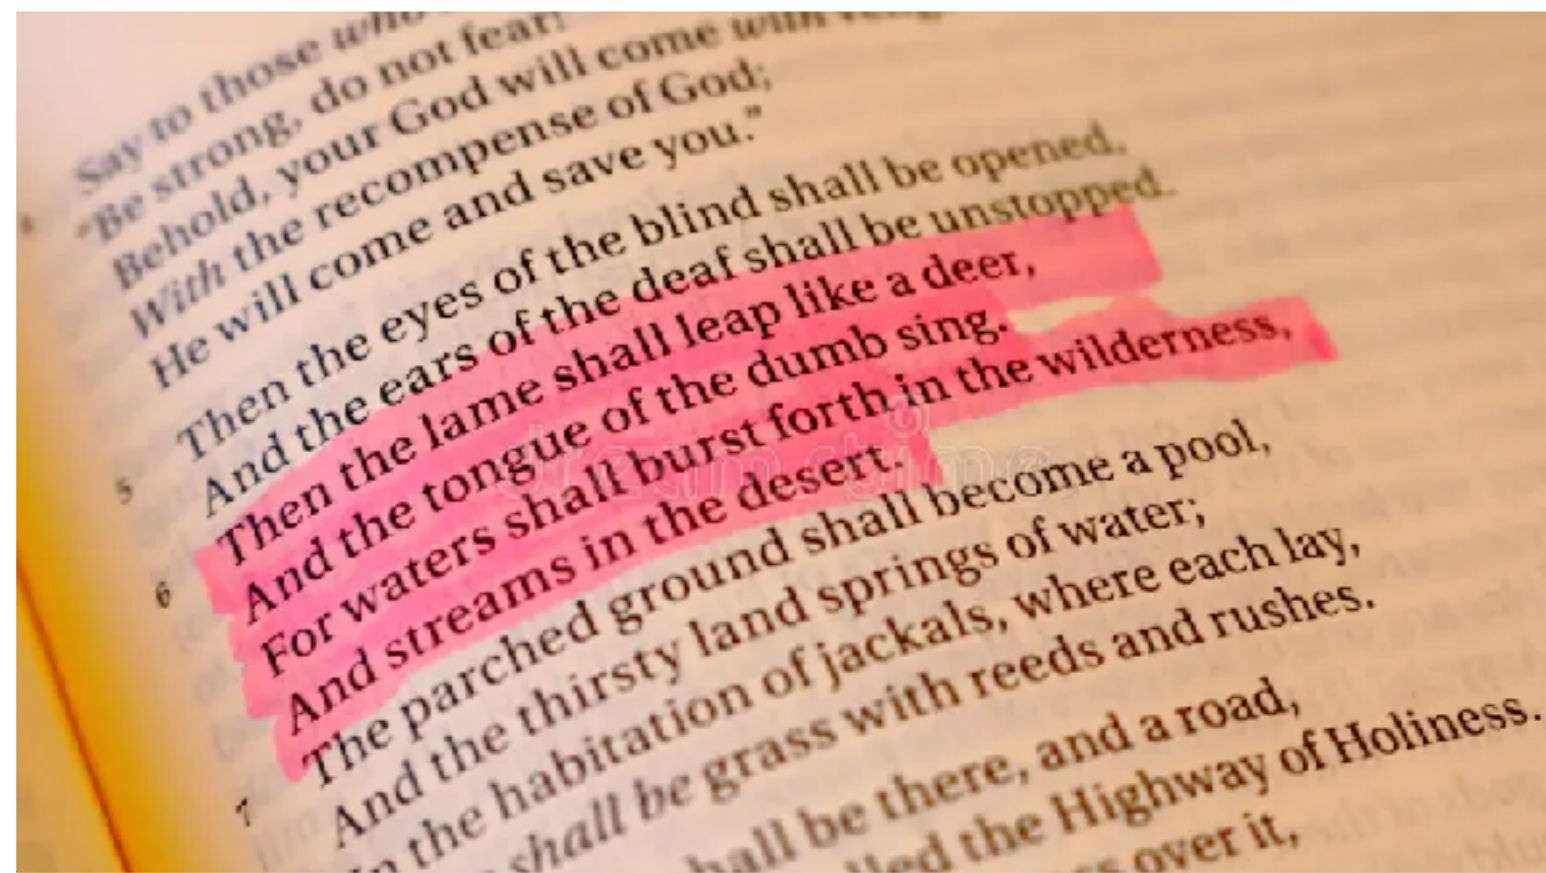 Say to those who
"Be strong, do not fear!
Behold, your God will come with
With the recompense of God;
He will come and save you."
5 Then the eyes of the blind shall be opened,
And the ears of the deaf shall be unstopped.
6 Then the lame shall leap like a deer,
And the tongue of the dumb sing.
For waters shall burst forth in the wilderness,
And streams in the desert.
7 The parched ground shall become a pool,
And the thirsty land springs of water;
In the habitation of jackals, where each lay,
shall be grass with reeds and rushes.
shall be there, and a road,
the Highway of Holiness.
over it,
dreamstime